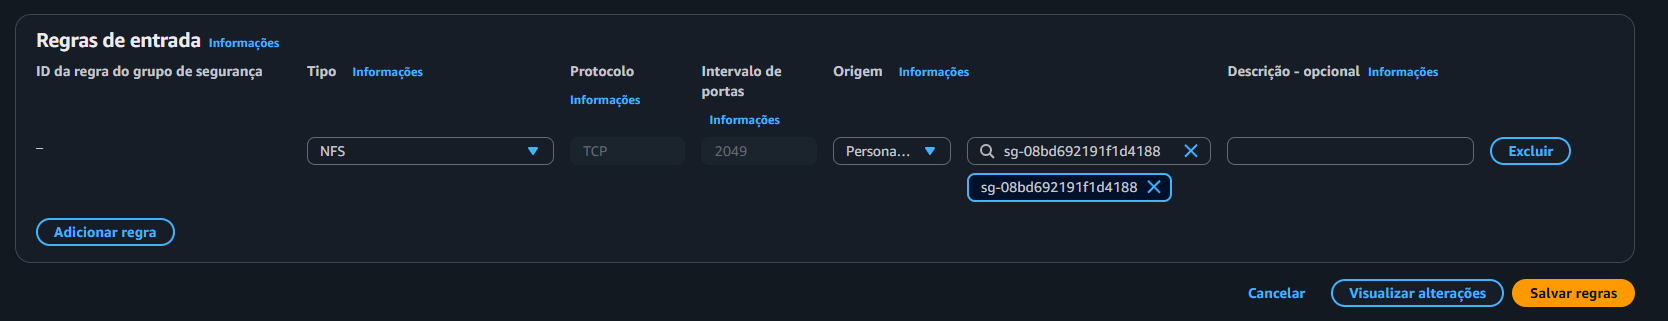 Regras de entrada Informações
ID da regra do grupo de segurança
Tipo Informações
Protocolo
Informações
Intervalo de
portas
Informações
Origem Informações
Descrição - opcional Informações
–
NFS
TCP
2049
Persona...
sg-08bd692191f1d4188
sg-08bd692191f1d4188
Excluir
Adicionar regra
Cancelar
Visualizar alterações
Salvar regras